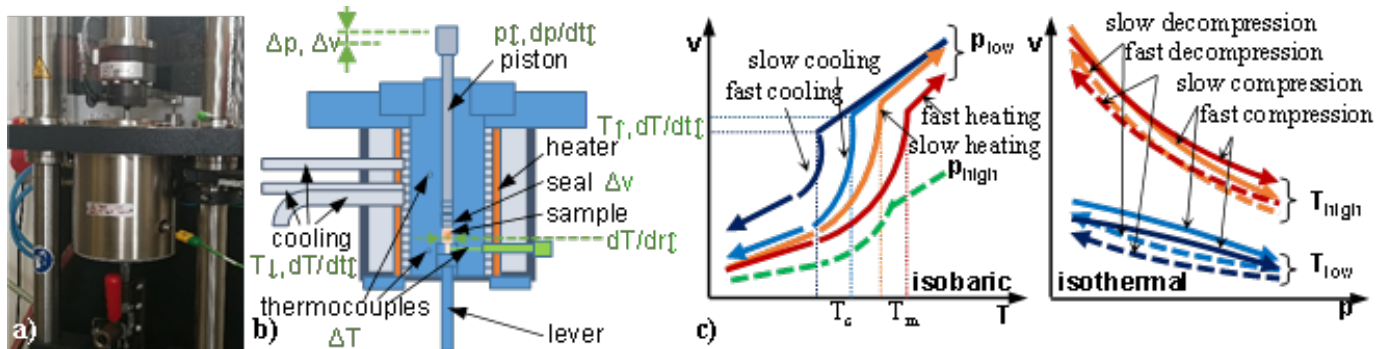 a)
b)
Δp, Δv
p↕, dp/dt↕
piston
T↑, dT/dt↕
heater
seal Δv
sample
dT/dr↕
cooling
T↓, dT/dt↕
thermocouples
ΔT
lever
c)
v
slow cooling
fast cooling
p_low
fast heating
slow heating
p_high
isobaric
T_c
T_m
T
v
slow decompression
fast decompression
slow compression
fast compression
T_high
T_low
isothermal
p